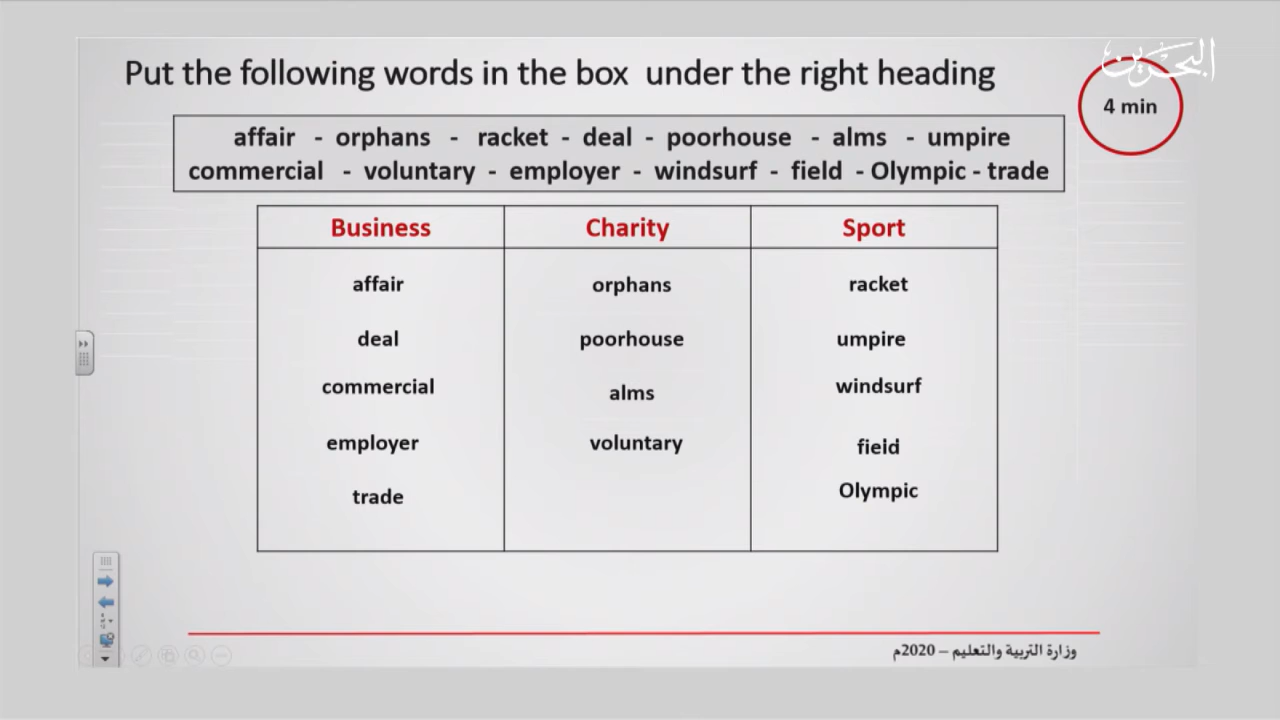 البحرين
Put the following words in the box under the right heading
4 min
affair - orphans - racket - deal - poorhouse - alms - umpire
commercial - voluntary - employer - windsurf - field - Olympic - trade
Business Charity Sport
affair orphans racket
deal poorhouse umpire
commercial alms windsurf
employer voluntary field
trade Olympic
وزارة التربية والتعليم – 2020م